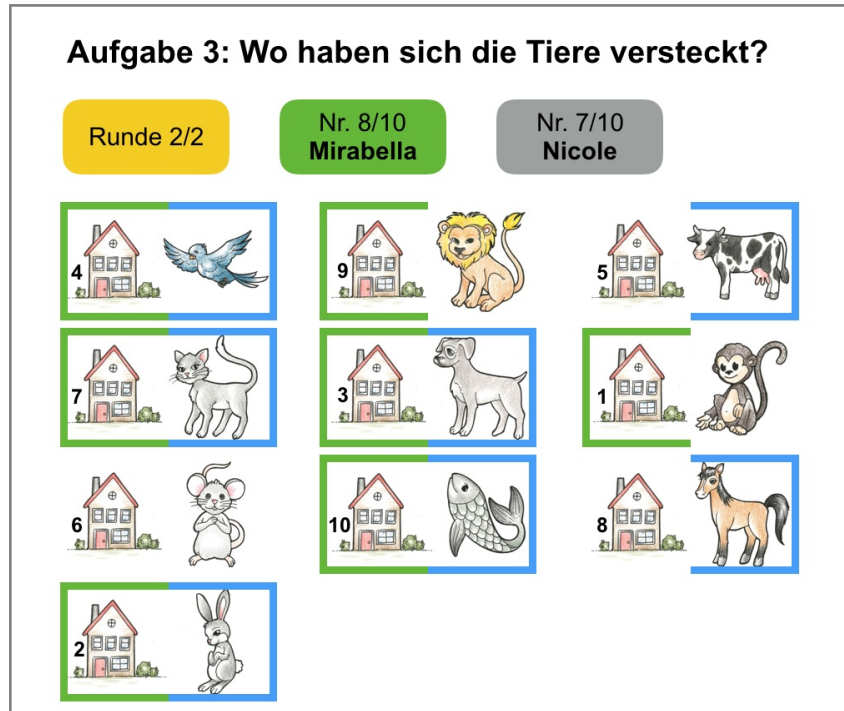 Aufgabe 3: Wo haben sich die Tiere versteckt?
Runde 2/2
Nr. 8/10
Mirabella
Nr. 7/10
Nicole
4
9
5
7
3
1
6
10
8
2